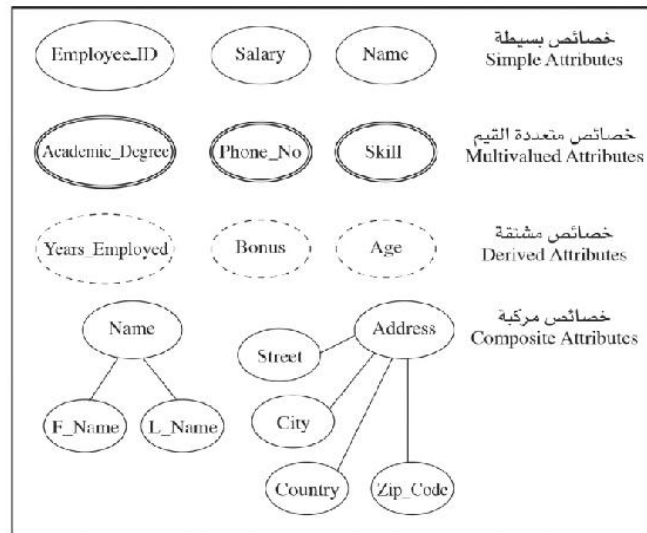 Employee_ID Salary Name خصائص بسيطة
Simple Attributes
Academic_Degree Phone_No Skill خصائص متعددة القيم
Multivalued Attributes
Years_Employed Bonus Age خصائص مشتقة
Derived Attributes
Name Address خصائص مركبة
Composite Attributes
Street
F_Name L_Name City
Country Zip_Code